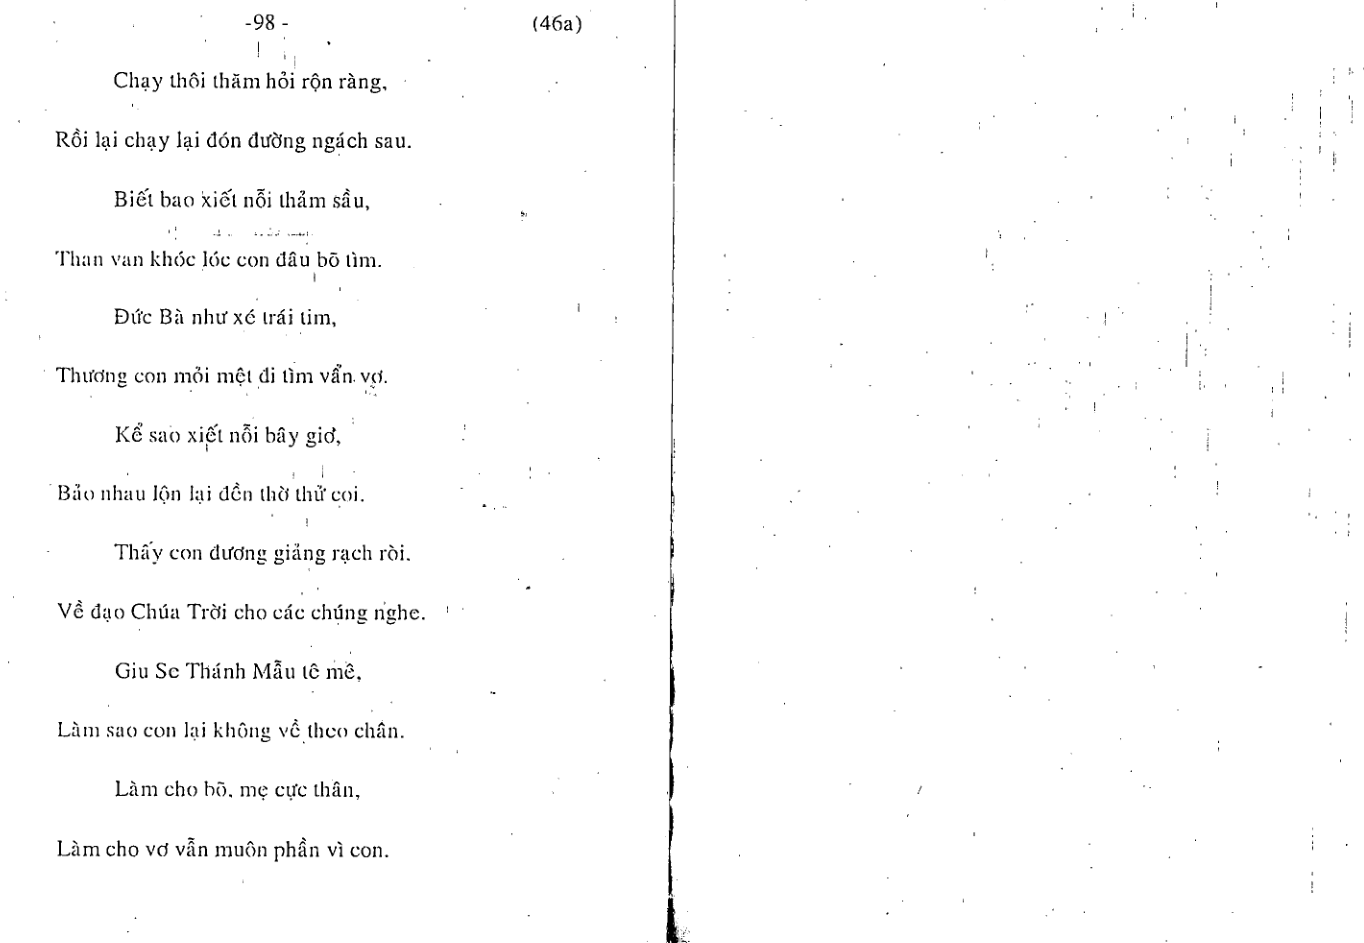 -98 - (46a)
Chạy thôi thăm hỏi rộn ràng,
Rồi lại chạy lại đón đường ngách sau.
Biết bao xiết nỗi thảm sầu,
Than van khóc lóc con đâu bõ tìm.
Đức Bà như xé trái tim,
Thương con mỏi mệt đi tìm vẩn vơ.
Kể sao xiết nỗi bây giơ,
Bảo nhau lộn lại đền thờ thử coi.
Thấy con đương giảng rạch ròi.
Về đạo Chúa Trời cho các chúng nghe.
Giu Se Thánh Mẫu tê mê,
Làm sao con lại không về theo chân.
Làm cho bõ, mẹ cực thân,
Làm cho vơ vẫn muôn phần vì con.